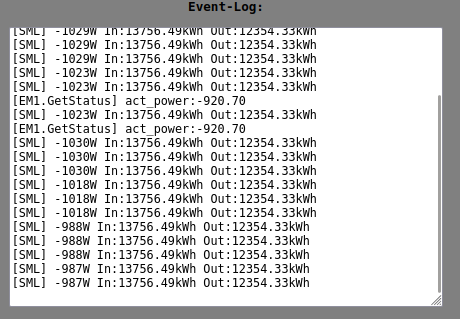 Event-Log:
[SML] -1029W In:13756.49kWh Out:12354.33kWh
[SML] -1029W In:13756.49kWh Out:12354.33kWh
[SML] -1029W In:13756.49kWh Out:12354.33kWh
[SML] -1023W In:13756.49kWh Out:12354.33kWh
[SML] -1023W In:13756.49kWh Out:12354.33kWh
[EM1.GetStatus] act_power:-920.70
[SML] -1023W In:13756.49kWh Out:12354.33kWh
[EM1.GetStatus] act_power:-920.70
[SML] -1030W In:13756.49kWh Out:12354.33kWh
[SML] -1030W In:13756.49kWh Out:12354.33kWh
[SML] -1030W In:13756.49kWh Out:12354.33kWh
[SML] -1018W In:13756.49kWh Out:12354.33kWh
[SML] -1018W In:13756.49kWh Out:12354.33kWh
[SML] -1018W In:13756.49kWh Out:12354.33kWh
[SML] -988W In:13756.49kWh Out:12354.33kWh
[SML] -988W In:13756.49kWh Out:12354.33kWh
[SML] -988W In:13756.49kWh Out:12354.33kWh
[SML] -987W In:13756.49kWh Out:12354.33kWh
[SML] -987W In:13756.49kWh Out:12354.33kWh